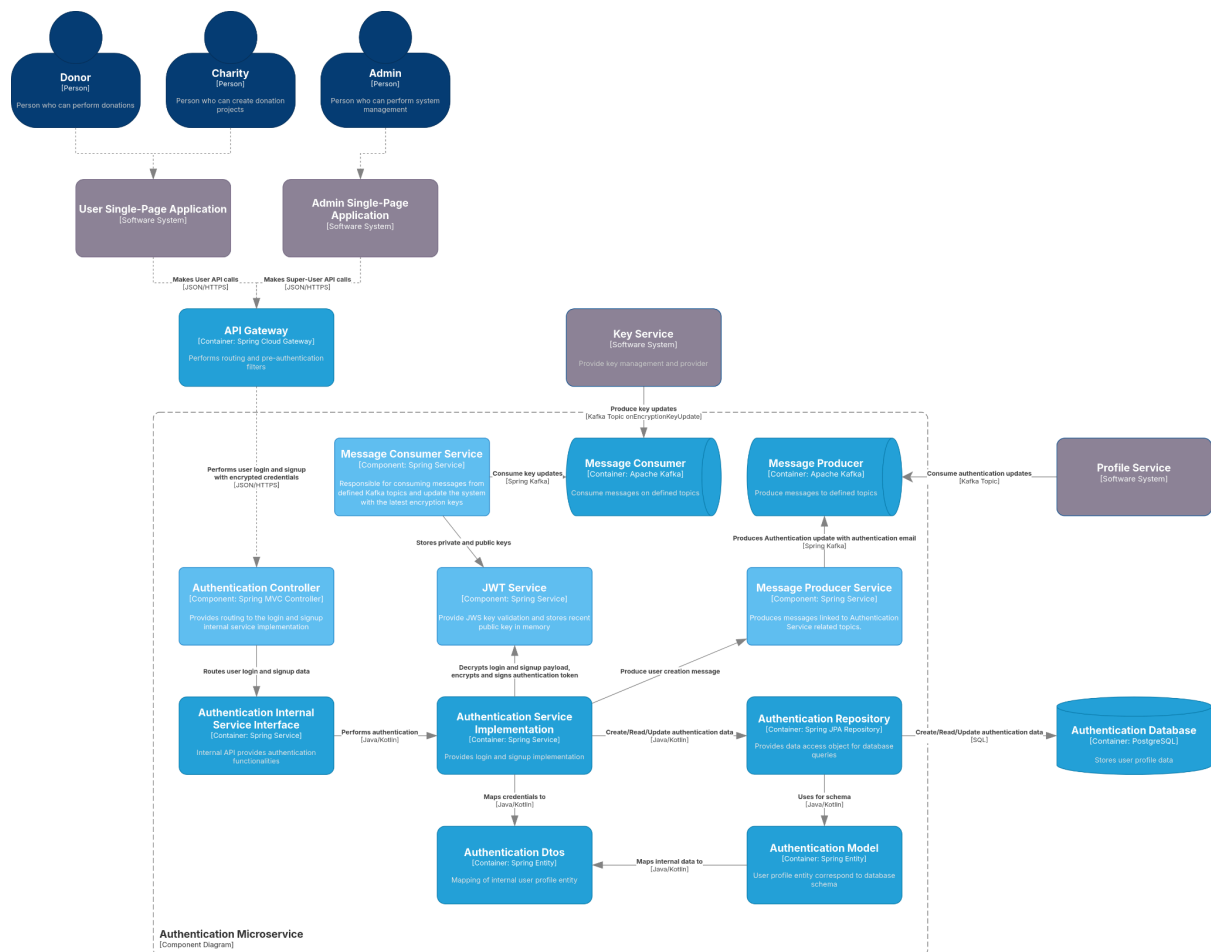 Donor
[Person]
Person who can perform donations
Charity
[Person]
Person who can create donation
projects
Admin
[Person]
Person who can perform system
management
User Single-Page Application
[Software System]
Admin Single-Page
Application
[Software System]
Makes User API calls
[JSON/HTTPS]
Makes Super-User API calls
[JSON/HTTPS]
API Gateway
[Container: Spring Cloud Gateway]
Performs routing and pre-authentication
filters
Key Service
[Software System]
Provide key management and provider
Produce key updates
[Kafka Topic onEncryptionKeyUpdate]
Performs user login and signup
with encrypted credentials
[JSON/HTTPS]
Message Consumer Service
[Component: Spring Service]
Responsible for consuming messages from
defined Kafka topics and update the system
with the latest encryption keys
Consume key updates
[Spring Kafka]
Message Consumer
[Container: Apache Kafka]
Consume messages on defined topics
Message Producer
[Container: Apache Kafka]
Produce messages to defined topics
Consume authentication updates
[Kafka Topic]
Profile Service
[Software System]
Stores private and public keys
Produces Authentication update with authentication email
[Spring Kafka]
Authentication Controller
[Component: Spring MVC Controller]
Provides routing to the login and signup
Internal service implementation
JWT Service
[Component: Spring Service]
Provide JWS key validation and stores recent
public key in memory
Message Producer Service
[Component: Spring Service]
Produces messages linked to Authentication
Service related topics.
Routes user login and signup data
Decrypts login and signup payload,
encrypts and signs authentication token
Produce user creation message
Authentication Internal
Service Interface
[Container: Spring Service]
Internal API provides authentication
functionalities
Performs authentication
[Java/Kotlin]
Authentication Service
Implementation
[Container: Spring Service]
Provides login and signup implementation
Create/Read/Update authentication data
[Java/Kotlin]
Authentication Repository
[Container: Spring JPA Repository]
Provides data access object for database
queries
Create/Read/Update authentication data
[SQL]
Authentication Database
[Container: PostgreSQL]
Stores user profile data
Maps credentials to
[Java/Kotlin]
Uses for schema
[Java/Kotlin]
Authentication Dtos
[Container: Spring Entity]
Mapping of internal user profile entity
Maps internal data to
[Java/Kotlin]
Authentication Model
[Container: Spring Entity]
User profile entity correspond to database
schema
Authentication Microservice
[Component Diagram]